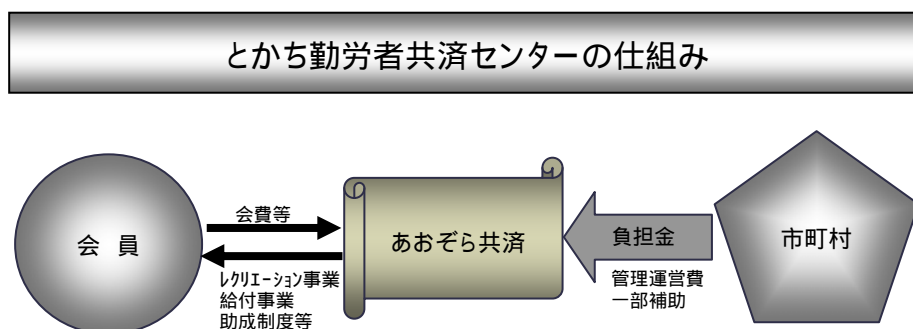 とかち勤労者共済センターの仕組み
会費等
会 員
あおぞら共済
負担金
市町村
ﾚｸﾘｴｰｼｮﾝ事業
給付事業
助成制度等
管理運営費
一部補助